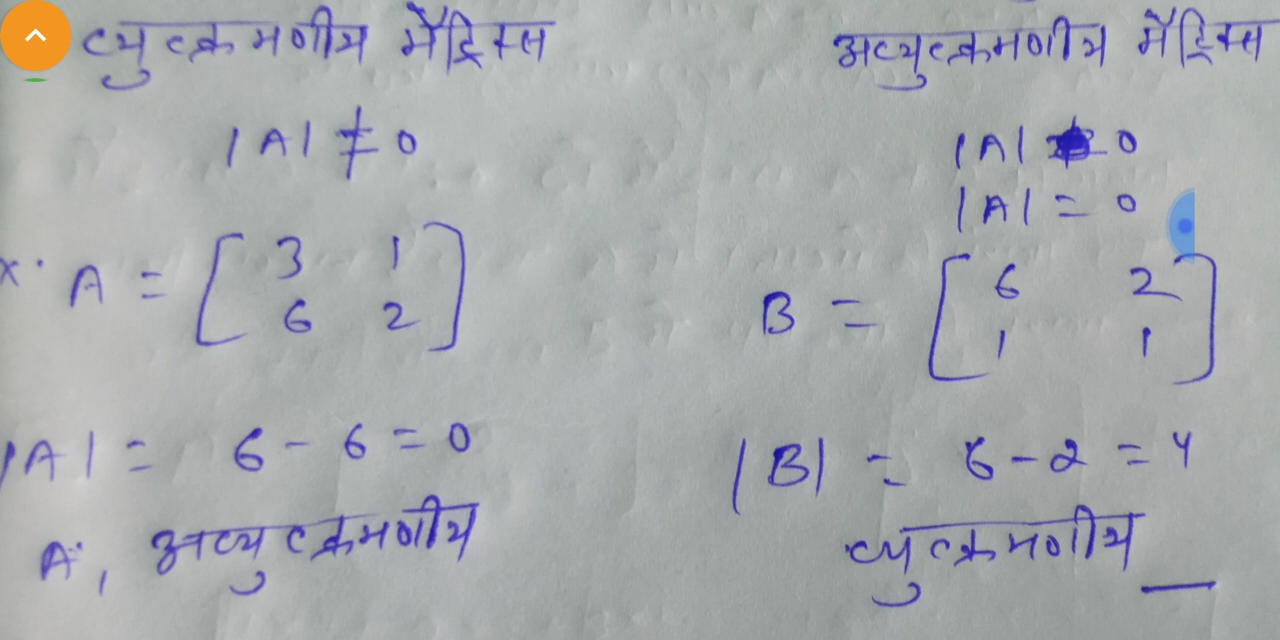 व्युत्क्रमणीय मैट्रिक्स
|A| ≠ 0
x. A = [ 3 1
6 2 ]
|A| = 6 - 6 = 0
A, अव्युत्क्रमणीय
अव्युत्क्रमणीय मैट्रिक्स
|A| 0
|A| = 0
B = [ 6 2
1 1 ]
|B| = 6 - 2 = 4
व्युत्क्रमणीय